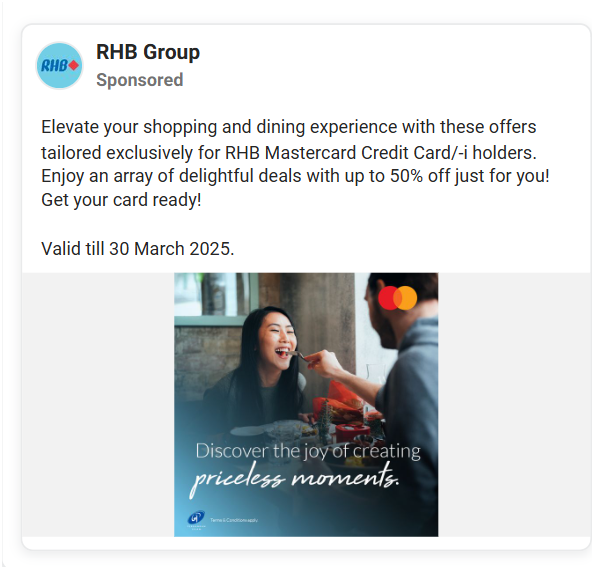 RHB
RHB Group
Sponsored
Elevate your shopping and dining experience with these offers
tailored exclusively for RHB Mastercard Credit Card/-i holders.
Enjoy an array of delightful deals with up to 50% off just for you!
Get your card ready!
Valid till 30 March 2025.
Discover the joy of creating
priceless moments.
Terms & Conditions apply.